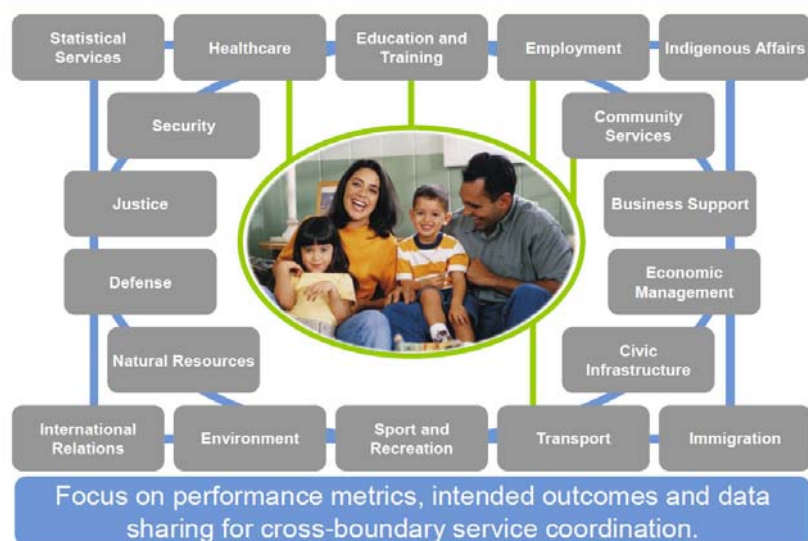 Statistical
Services
Healthcare
Education and
Training
Employment
Indigenous Affairs
Security
Community
Services
Justice
Business Support
Defense
Economic
Management
Natural Resources
Civic
Infrastructure
International
Relations
Environment
Sport and
Recreation
Transport
Immigration
Focus on performance metrics, intended outcomes and data
sharing for cross-boundary service coordination.